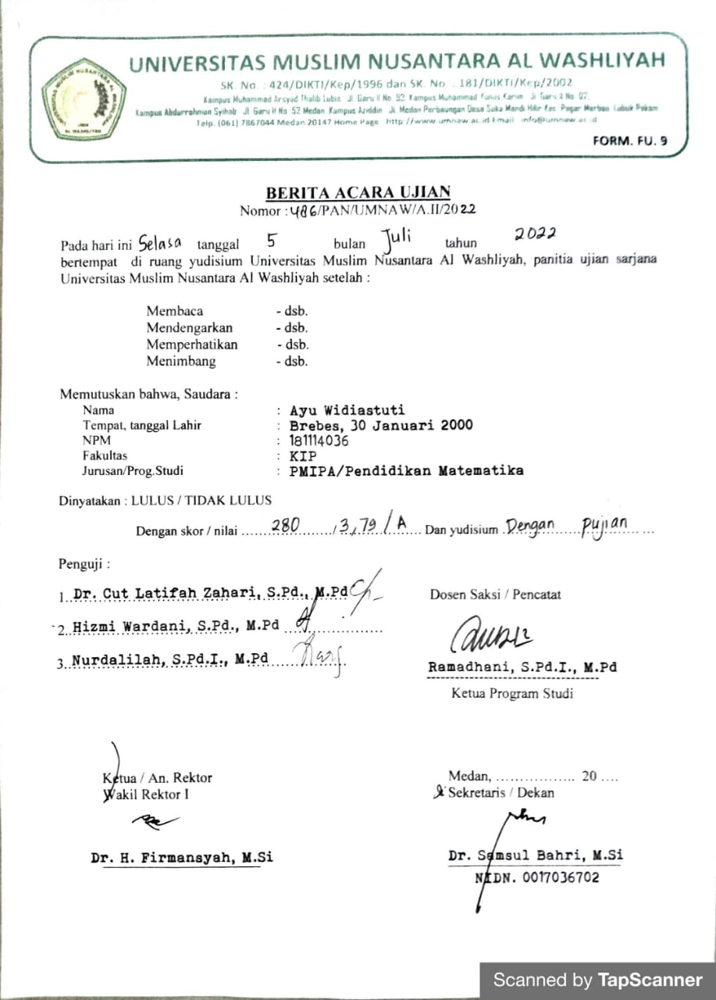 UNIVERSITAS MUSLIM NUSANTARA AL WASHLIYAH
SK. No. : 424/DIKTI/Kep/1996 dan SK. No. : 181/DIKTI/Kep/2002
Kampus Muhammad Arsyad Thalib Lubis Jl Garu II No 93, Kampus Muhammad Yunus Karim Jl Garu II No 02,
Kampus Abdurrahman Syihab Jl Garu II No 52 Medan Kampus Aziddin Jl. Medan Perbaungan Desa Suka Mandi Hilir Kec Pagar Merbau Lubuk Pakam
Telp. (061) 7867044 Medan 20147 Home Page http://www.umnaw.ac.id Email info@umnaw.ac.id
FORM. FU. 9
BERITA ACARA UJIAN
Nomor : 486/PAN/UMNAW/A.II/2022
Pada hari ini Selasa tanggal 5 bulan Juli tahun 2022
bertempat di ruang yudisium Universitas Muslim Nusantara Al Washliyah, panitia ujian sarjana
Universitas Muslim Nusantara Al Washliyah setelah :
Membaca - dsb.
Mendengarkan - dsb.
Memperhatikan - dsb.
Menimbang - dsb.
Memutuskan bahwa, Saudara :
Nama : Ayu Widiastuti
Tempat, tanggal Lahir : Brebes, 30 Januari 2000
NPM : 181114036
Fakultas : KIP
Jurusan/Prog.Studi : PMIPA/Pendidikan Matematika
Dinyatakan : LULUS / TIDAK LULUS
Dengan skor / nilai ...... 280 ......./ 3,79 / A .... Dan yudisium .Dengan ...... pujian ... ...
Penguji :
1. Dr. Cut Latifah Zahari, S.Pd., M.Pd
2. Hizmi Wardani, S.Pd., M.Pd
3. Nurdalilah, S.Pd.I., M.Pd
Dosen Saksi / Pencatat
Ramadhani, S.Pd.I., M.Pd
Ketua Program Studi
Ketua / An. Rektor
Wakil Rektor I
Dr. H. Firmansyah, M.Si
Medan, ................. 20 ....
Sekretaris / Dekan
Dr. Samsul Bahri, M.Si
NIDN. 0017036702
Scanned by TapScanner